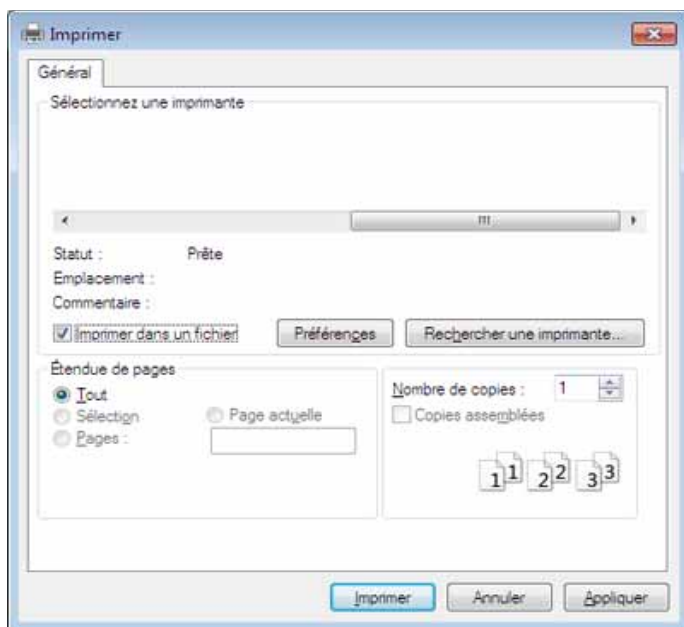 Imprimer
Général
Sélectionnez une imprimante
Statut : Prête
Emplacement :
Commentaire :
Imprimer dans un fichier Préférences Rechercher une imprimante...
Étendue de pages
Tout
Sélection Page actuelle
Pages :
Nombre de copies : 1
Copies assemblées
1 1 2 2 3 3
Imprimer Annuler Appliquer